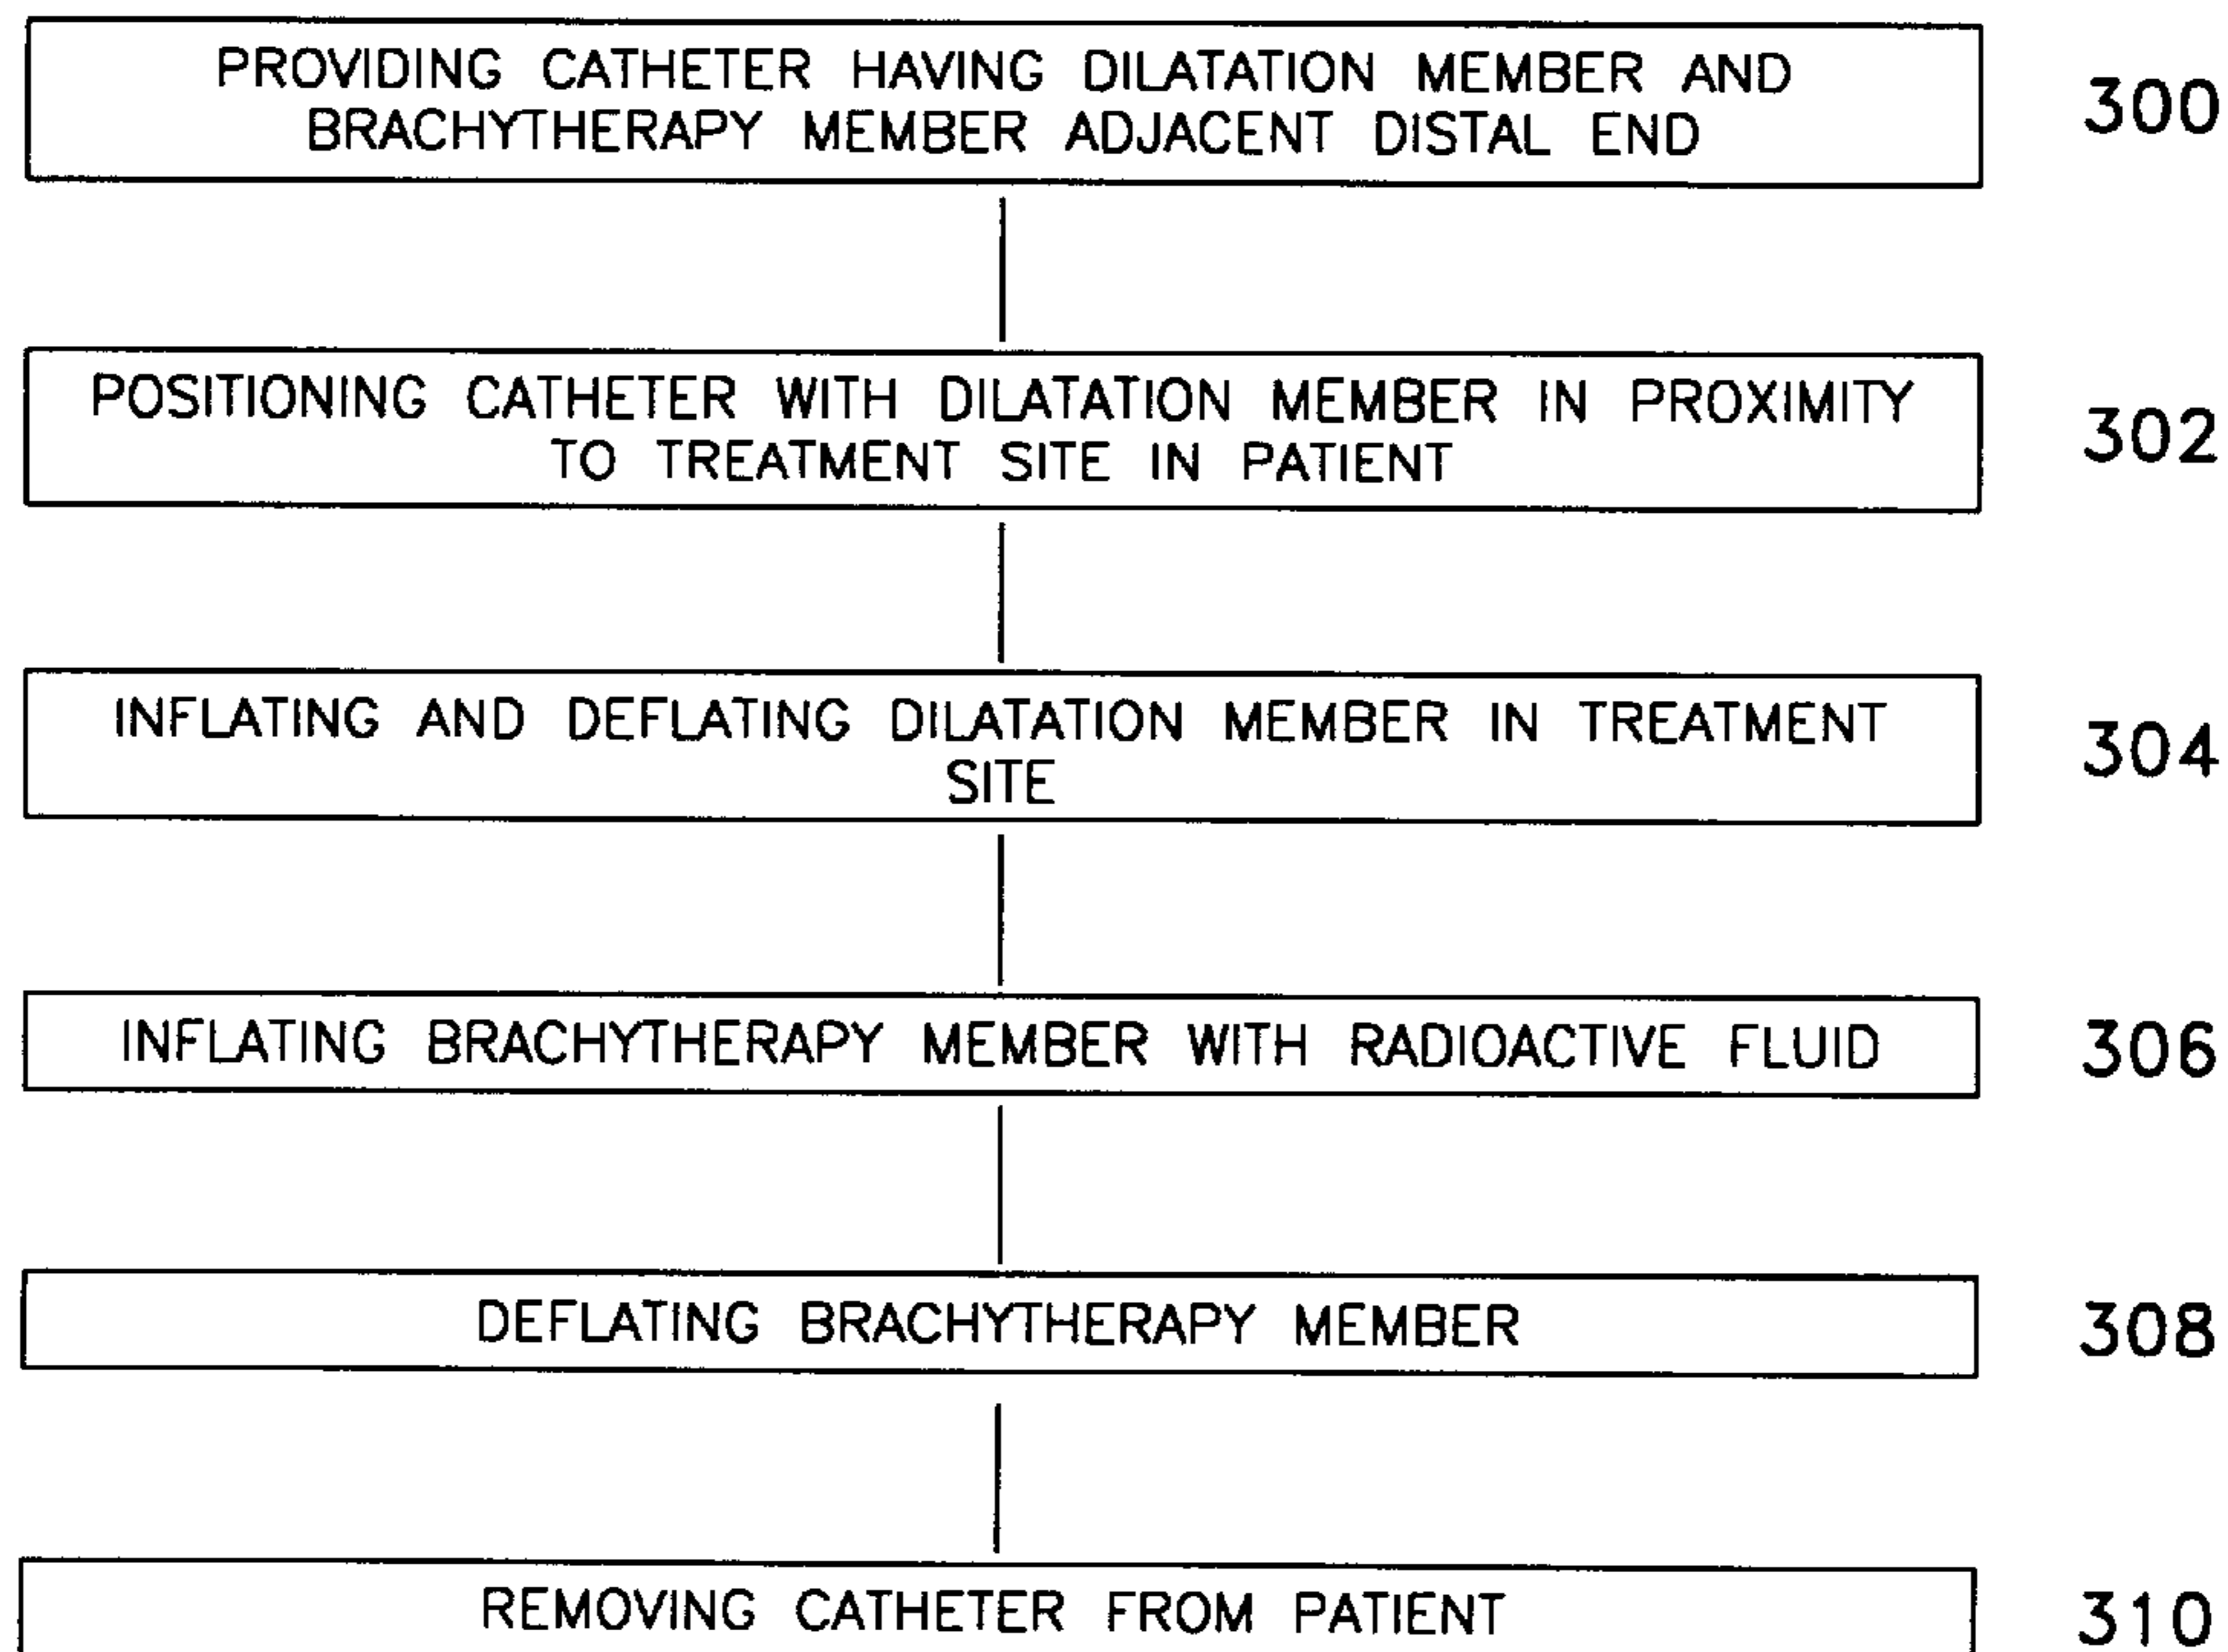 PROVIDING CATHETER HAVING DILATATION MEMBER AND
BRACHYTHERAPY MEMBER ADJACENT DISTAL END
300
POSITIONING CATHETER WITH DILATATION MEMBER IN PROXIMITY
TO TREATMENT SITE IN PATIENT
302
INFLATING AND DEFLATING DILATATION MEMBER IN TREATMENT
SITE
304
INFLATING BRACHYTHERAPY MEMBER WITH RADIOACTIVE FLUID
306
DEFLATING BRACHYTHERAPY MEMBER
308
REMOVING CATHETER FROM PATIENT
310